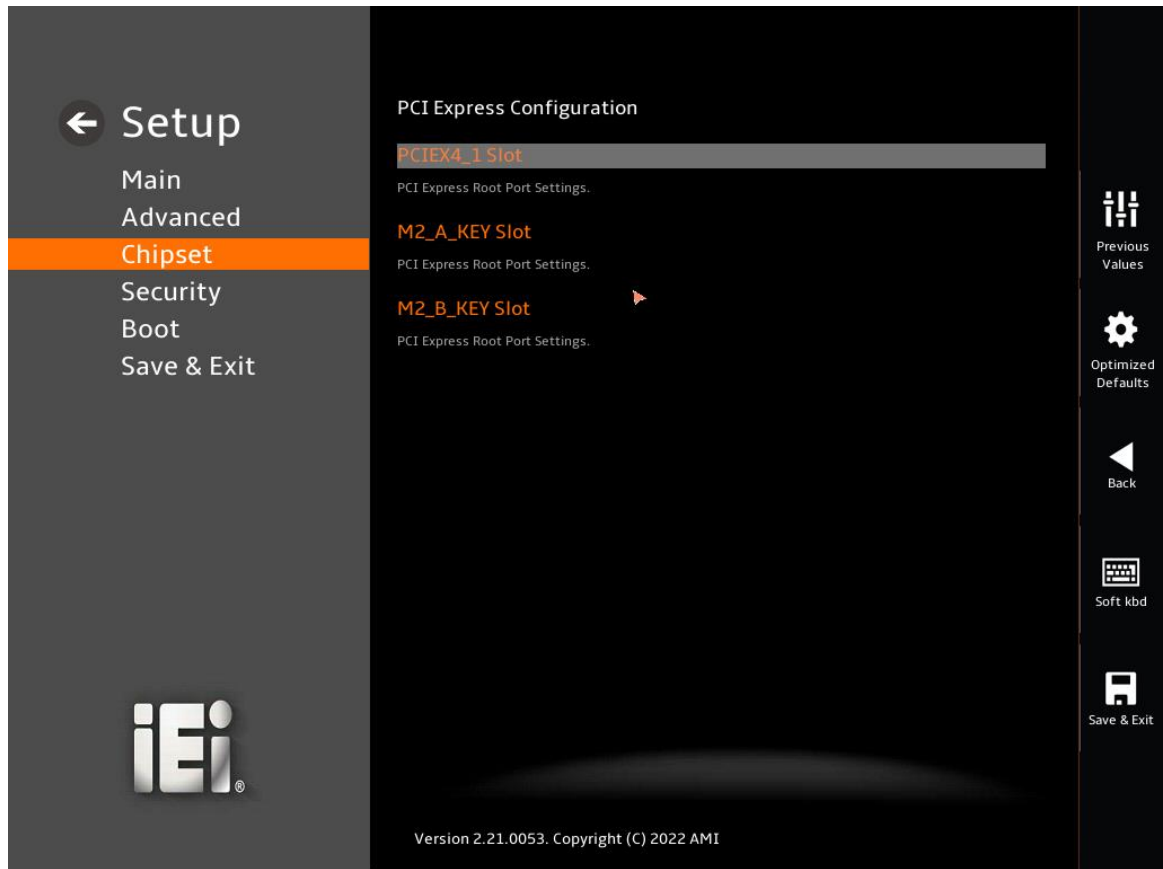 Setup
Main
Advanced
Chipset
Security
Boot
Save & Exit
iEi®
PCI Express Configuration
PCIEX4_1 Slot
PCI Express Root Port Settings.
M2_A_KEY Slot
PCI Express Root Port Settings.
M2_B_KEY Slot
PCI Express Root Port Settings.
Version 2.21.0053. Copyright (C) 2022 AMI
Previous
Values
Optimized
Defaults
Back
Soft kbd
Save & Exit